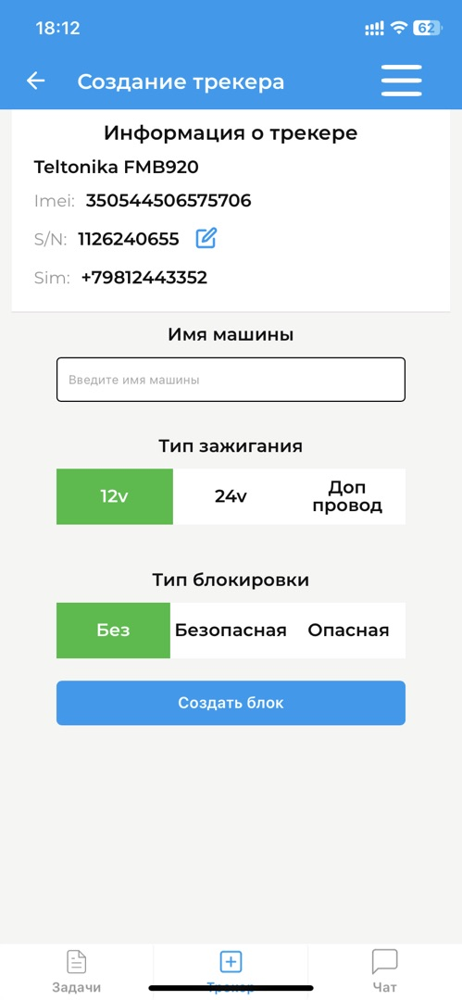 18:12
62
Создание трекера
Информация о трекере
Teltonika FMB920
Imei: 350544506575706
S/N: 1126240655
Sim: +79812443352
Имя машины
Введите имя машины
Тип зажигания
12v
24v
Доп
провод
Тип блокировки
Без
Безопасная
Опасная
Создать блок
Задачи
Трекер
Чат